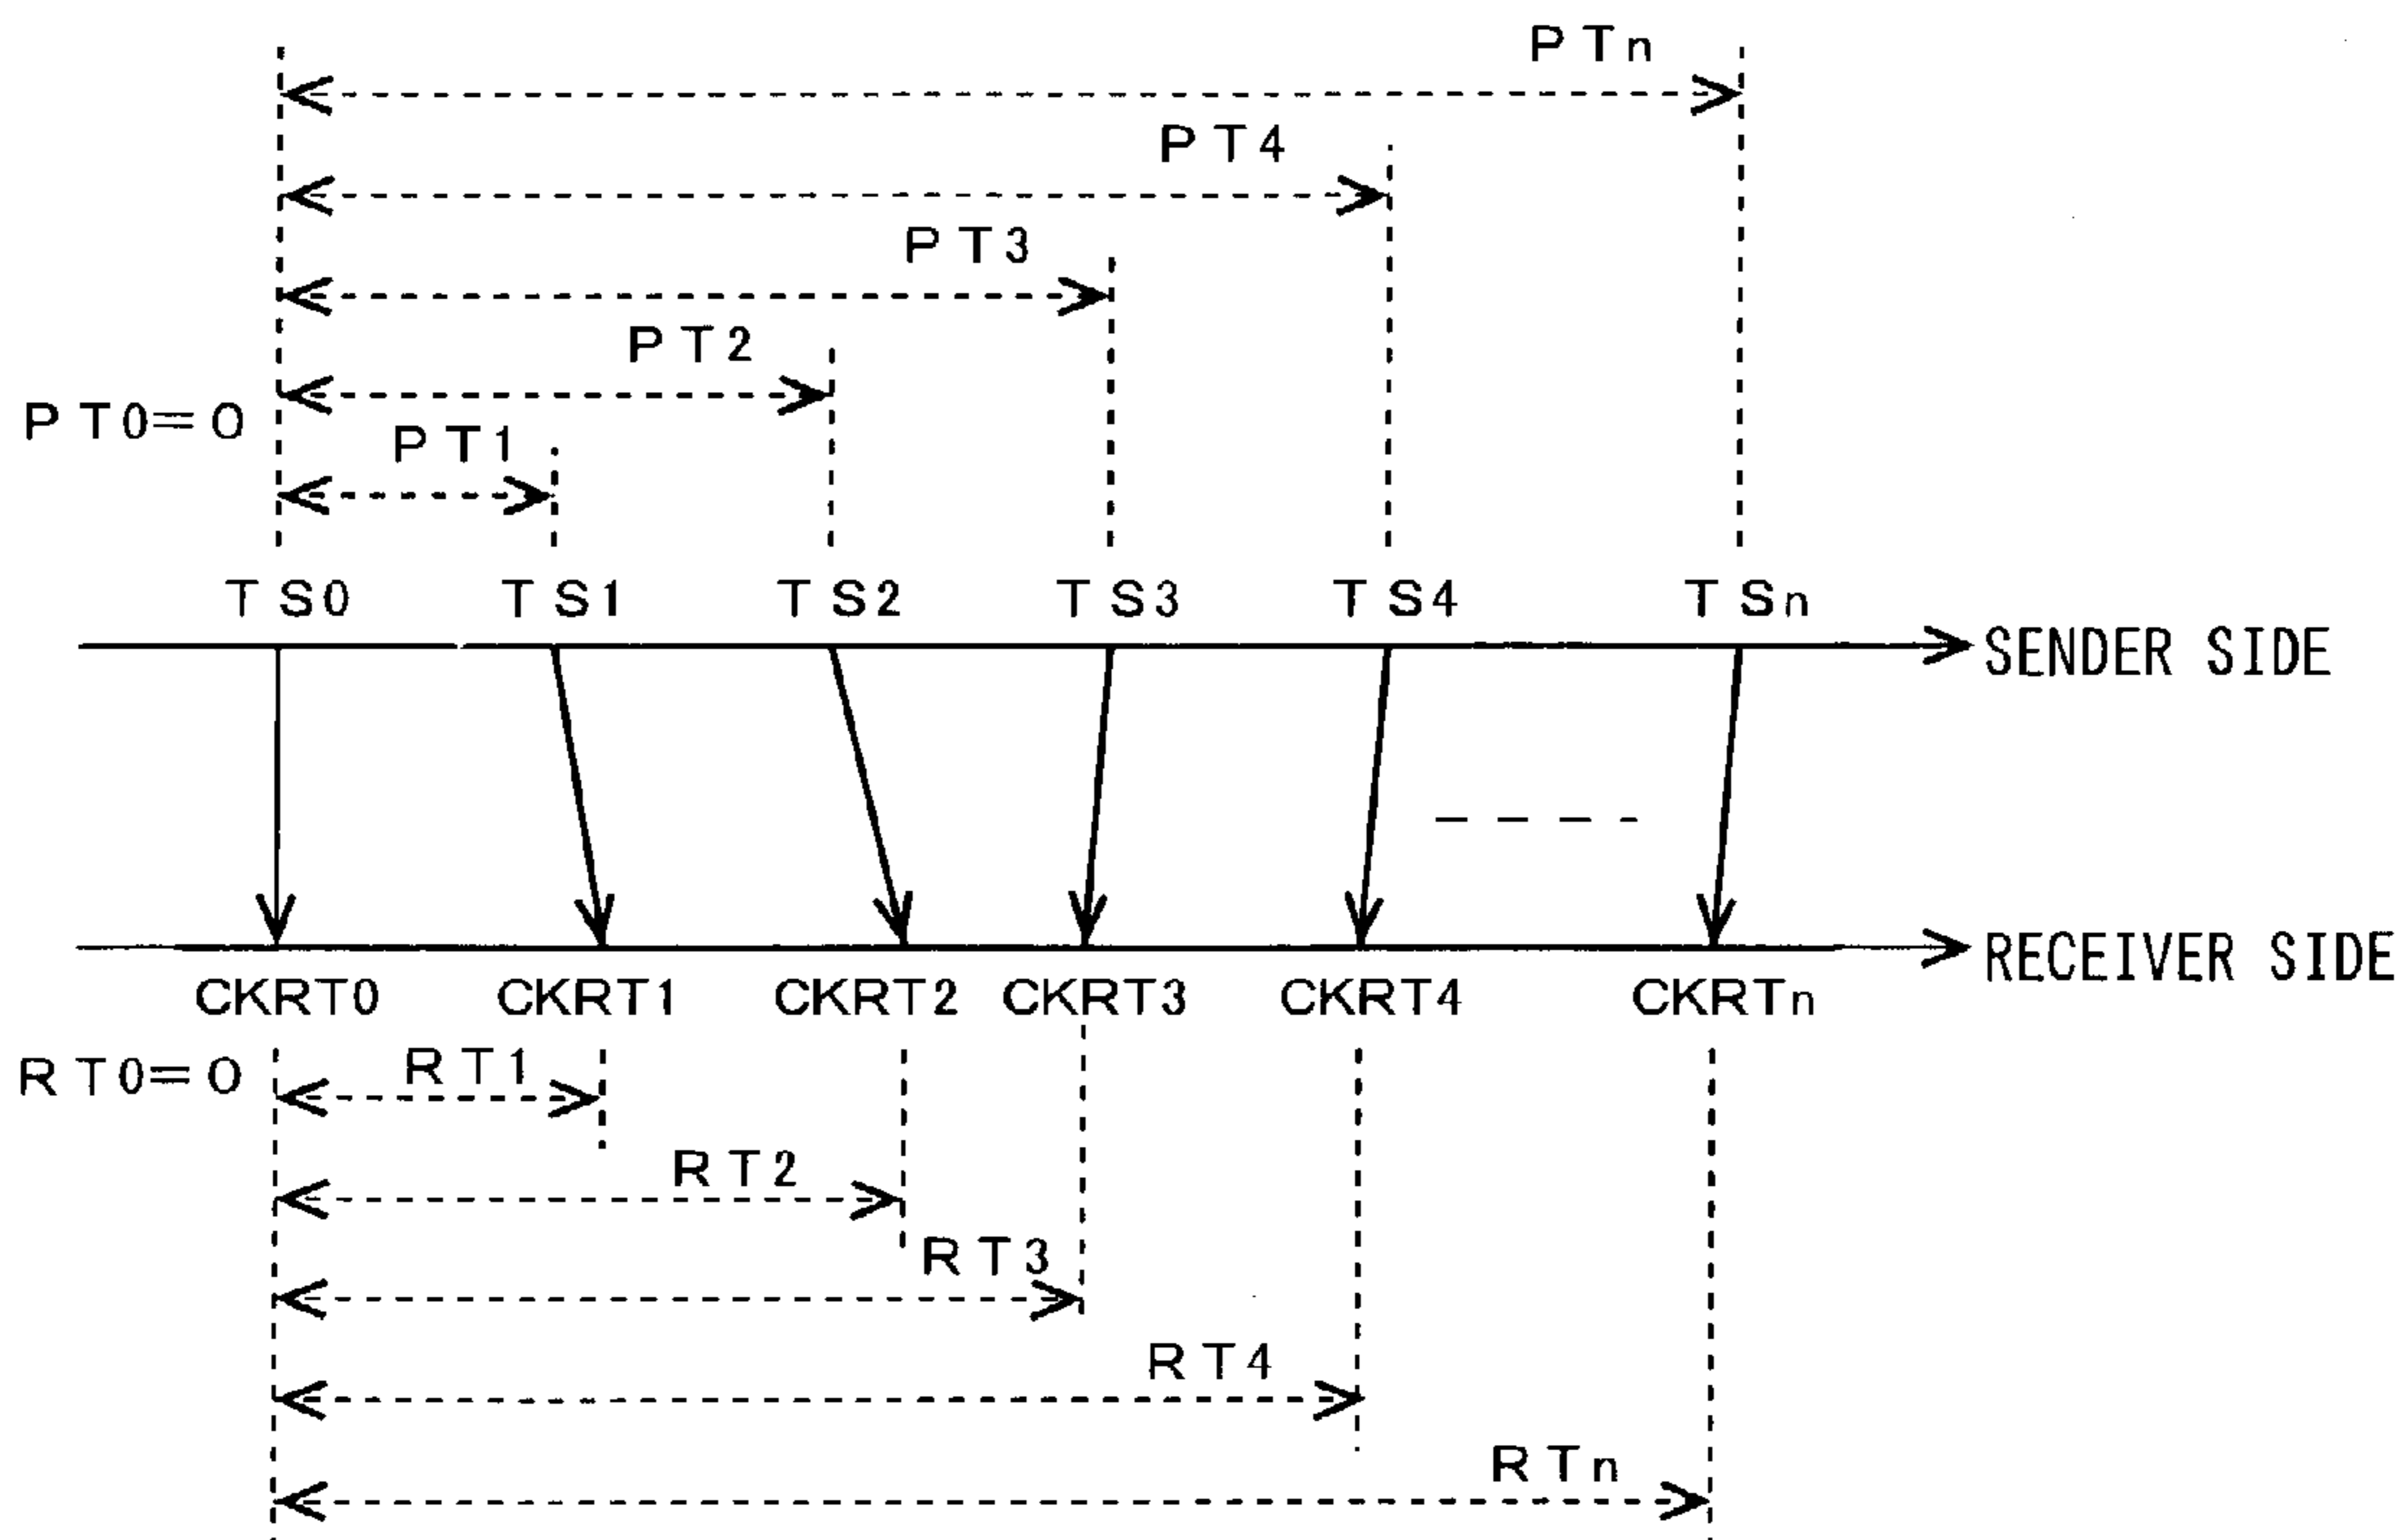 PTn
PT4
PT3
PT2
PT0=0
PT1
TS0 TS1 TS2 TS3 TS4 TSn
SENDER SIDE
RECEIVER SIDE
CKRT0 CKRT1 CKRT2 CKRT3 CKRT4 CKRTn
RT0=0 RT1
RT2
RT3
RT4
RTn